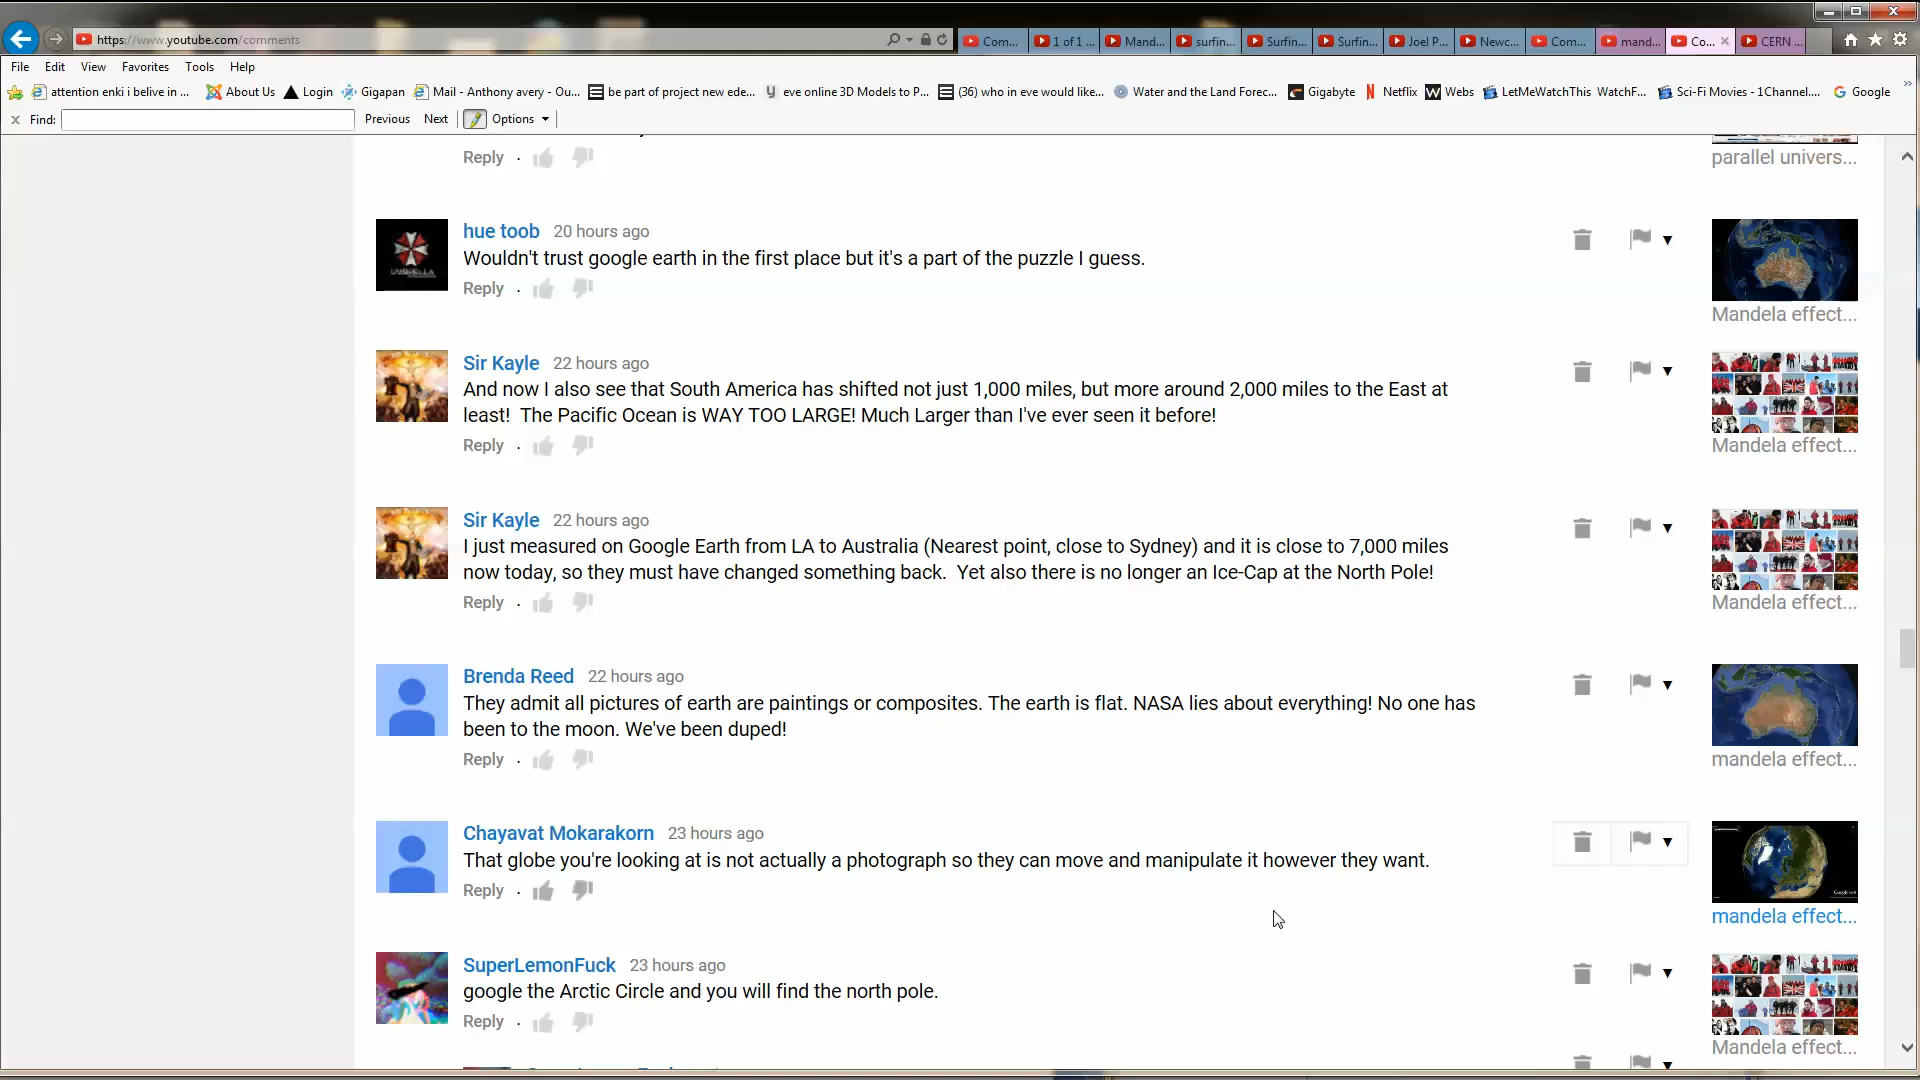 https://www.youtube.com/comments
Com...
1 of 1 ...
Mand...
surfin...
Surfin...
Surfin...
Joel P...
Newc...
Com...
mand...
Co...
CERN ...
File Edit View Favorites Tools Help
attention enki i belive in ...
About Us
Login
Gigapan
Mail - Anthony avery - Ou...
be part of project new ede...
eve online 3D Models to P...
(36) who in eve would like...
Water and the Land Forec...
Gigabyte
Netflix
Webs
LetMeWatchThis WatchF...
Sci-Fi Movies - 1Channel....
Google
Find:
Previous Next Options
Reply
parallel univers...
hue toob 20 hours ago
Wouldn't trust google earth in the first place but it's a part of the puzzle I guess.
Reply
Mandela effect...
Sir Kayle 22 hours ago
And now I also see that South America has shifted not just 1,000 miles, but more around 2,000 miles to the East at
least! The Pacific Ocean is WAY TOO LARGE! Much Larger than I've ever seen it before!
Reply
Mandela effect...
Sir Kayle 22 hours ago
I just measured on Google Earth from LA to Australia (Nearest point, close to Sydney) and it is close to 7,000 miles
now today, so they must have changed something back. Yet also there is no longer an Ice-Cap at the North Pole!
Reply
Mandela effect...
Brenda Reed 22 hours ago
They admit all pictures of earth are paintings or composites. The earth is flat. NASA lies about everything! No one has
been to the moon. We've been duped!
Reply
mandela effect...
Chayavat Mokarakorn 23 hours ago
That globe you're looking at is not actually a photograph so they can move and manipulate it however they want.
Reply
mandela effect...
SuperLemonFuck 23 hours ago
google the Arctic Circle and you will find the north pole.
Reply
Mandela effect...